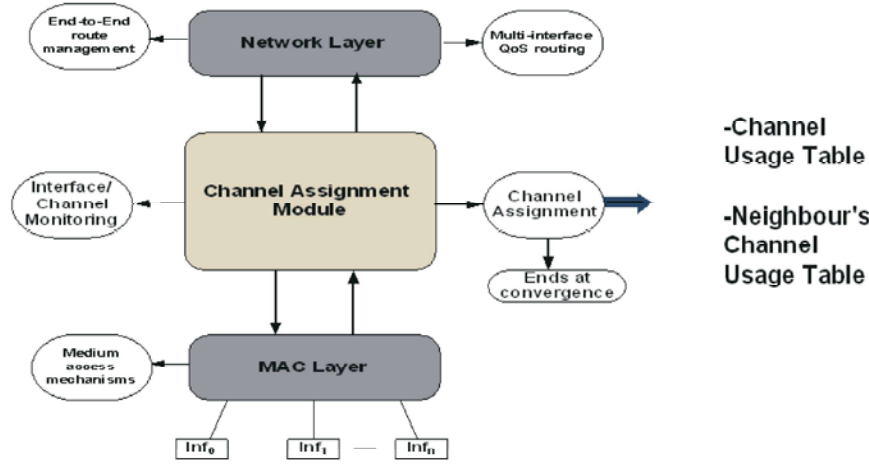 End-to-End
route
management
Network Layer
Multi-interface
QoS routing
Interface/
Channel
Monitoring
Channel Assignment
Module
Channel
Assignment
Ends at
convergence
-Channel
Usage Table
-Neighbour's
Channel
Usage Table
Medium
access
mechanisms
MAC Layer
Inf0
Inf1
Infn